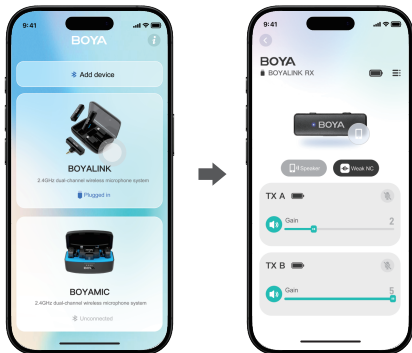 9:41
BOYA
i
Add device
BOYALINK
2.4GHz dual-channel wireless microphone system
Plugged in
BOYAMIC
2.4GHz dual-channel wireless microphone system
Unconnected
9:41
BOYA
BOYALINK RX
BOYA
Speaker
Weak NC
TX A
Gain
2
TX B
Gain
5